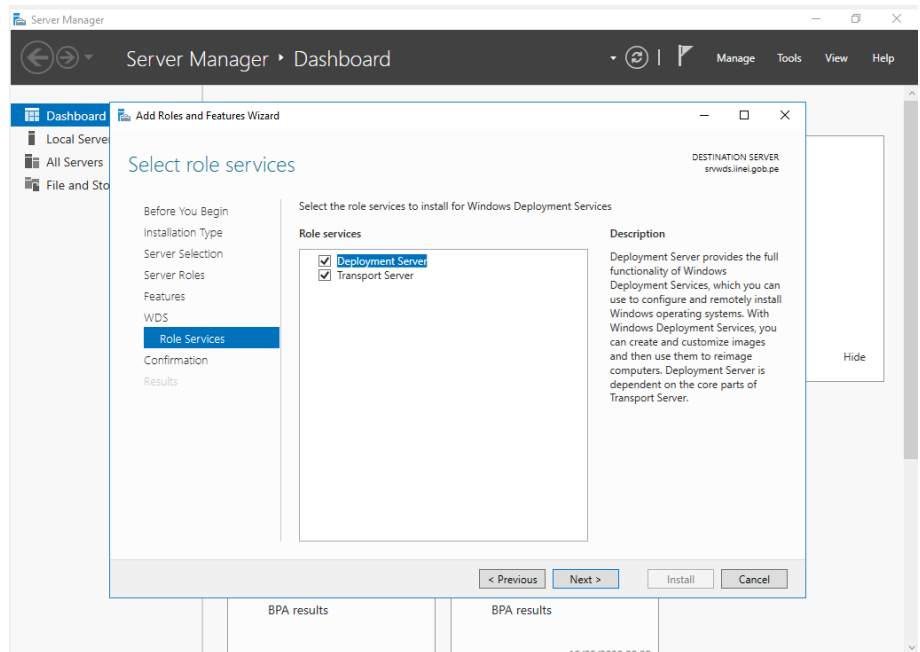 Server Manager
Server Manager ‣ Dashboard
Manage Tools View Help
Dashboard
Local Server
All Servers
File and Sto
Add Roles and Features Wizard
Select role services
DESTINATION SERVER
srvwds.iinei.gob.pe
Before You Begin
Installation Type
Server Selection
Server Roles
Features
WDS
Role Services
Confirmation
Results
Select the role services to install for Windows Deployment Services
Role services
Deployment Server
Transport Server
Description
Deployment Server provides the full
functionality of Windows
Deployment Services, which you can
use to configure and remotely install
Windows operating systems. With
Windows Deployment Services, you
can create and customize images
and then use them to reimage
computers. Deployment Server is
dependent on the core parts of
Transport Server.
Hide
< Previous
Next >
Install
Cancel
BPA results
BPA results